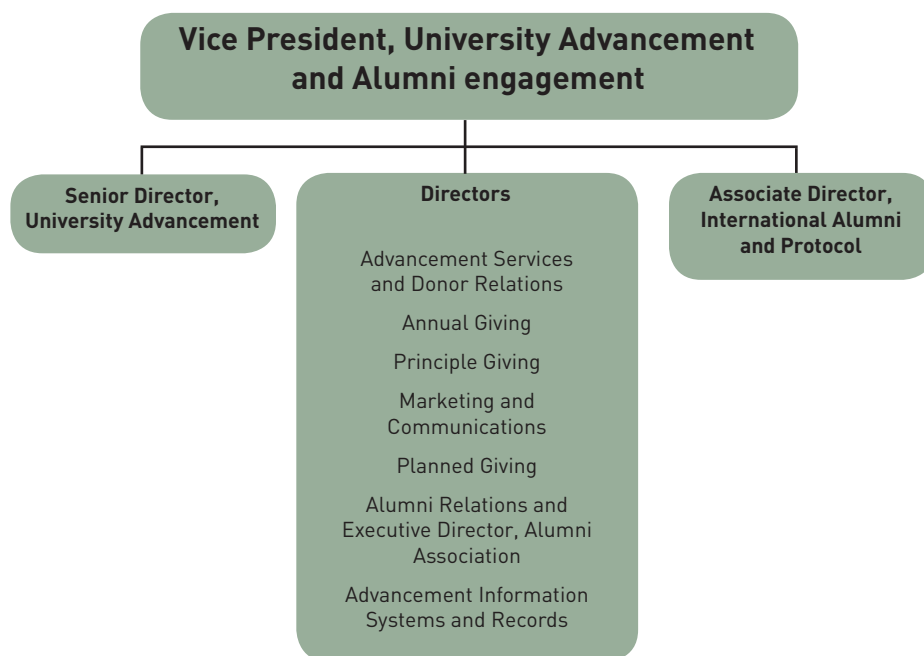 Vice President, University Advancement
and Alumni engagement
Senior Director,
University Advancement
Directors
Advancement Services
and Donor Relations
Annual Giving
Principle Giving
Marketing and
Communications
Planned Giving
Alumni Relations and
Executive Director, Alumni
Association
Advancement Information
Systems and Records
Associate Director,
International Alumni
and Protocol